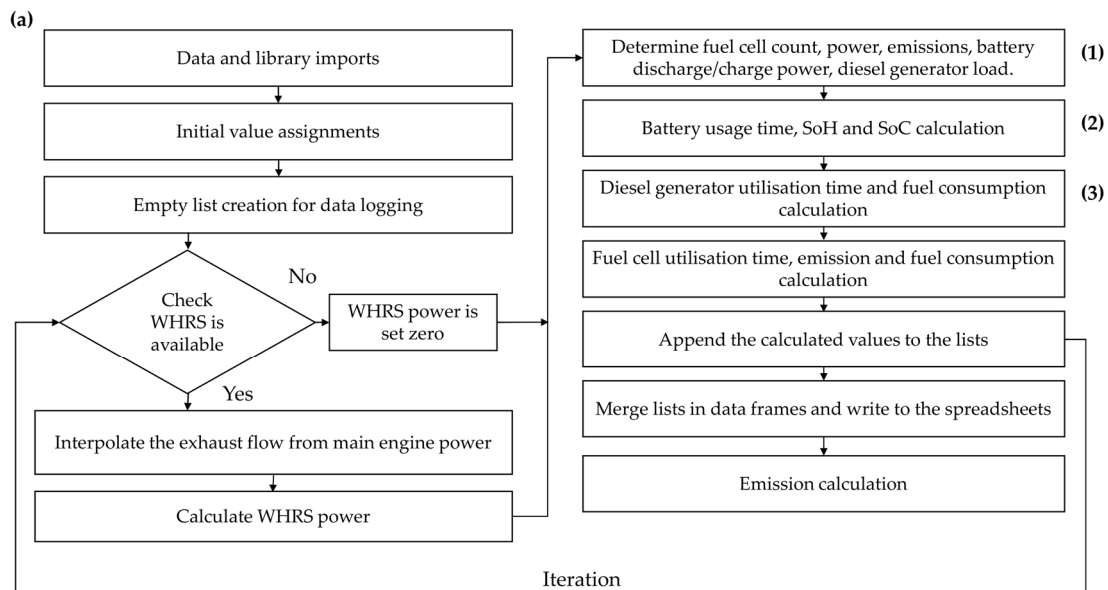 (a)
Data and library imports
Initial value assignments
Empty list creation for data logging
Check
WHRS is
available
No
WHRS power is
set zero
Yes
Interpolate the exhaust flow from main engine power
Calculate WHRS power
Determine fuel cell count, power, emissions, battery
discharge/charge power, diesel generator load.
(1)
Battery usage time, SoH and SoC calculation
(2)
Diesel generator utilisation time and fuel consumption
calculation
(3)
Fuel cell utilisation time, emission and fuel consumption
calculation
Append the calculated values to the lists
Merge lists in data frames and write to the spreadsheets
Emission calculation
Iteration